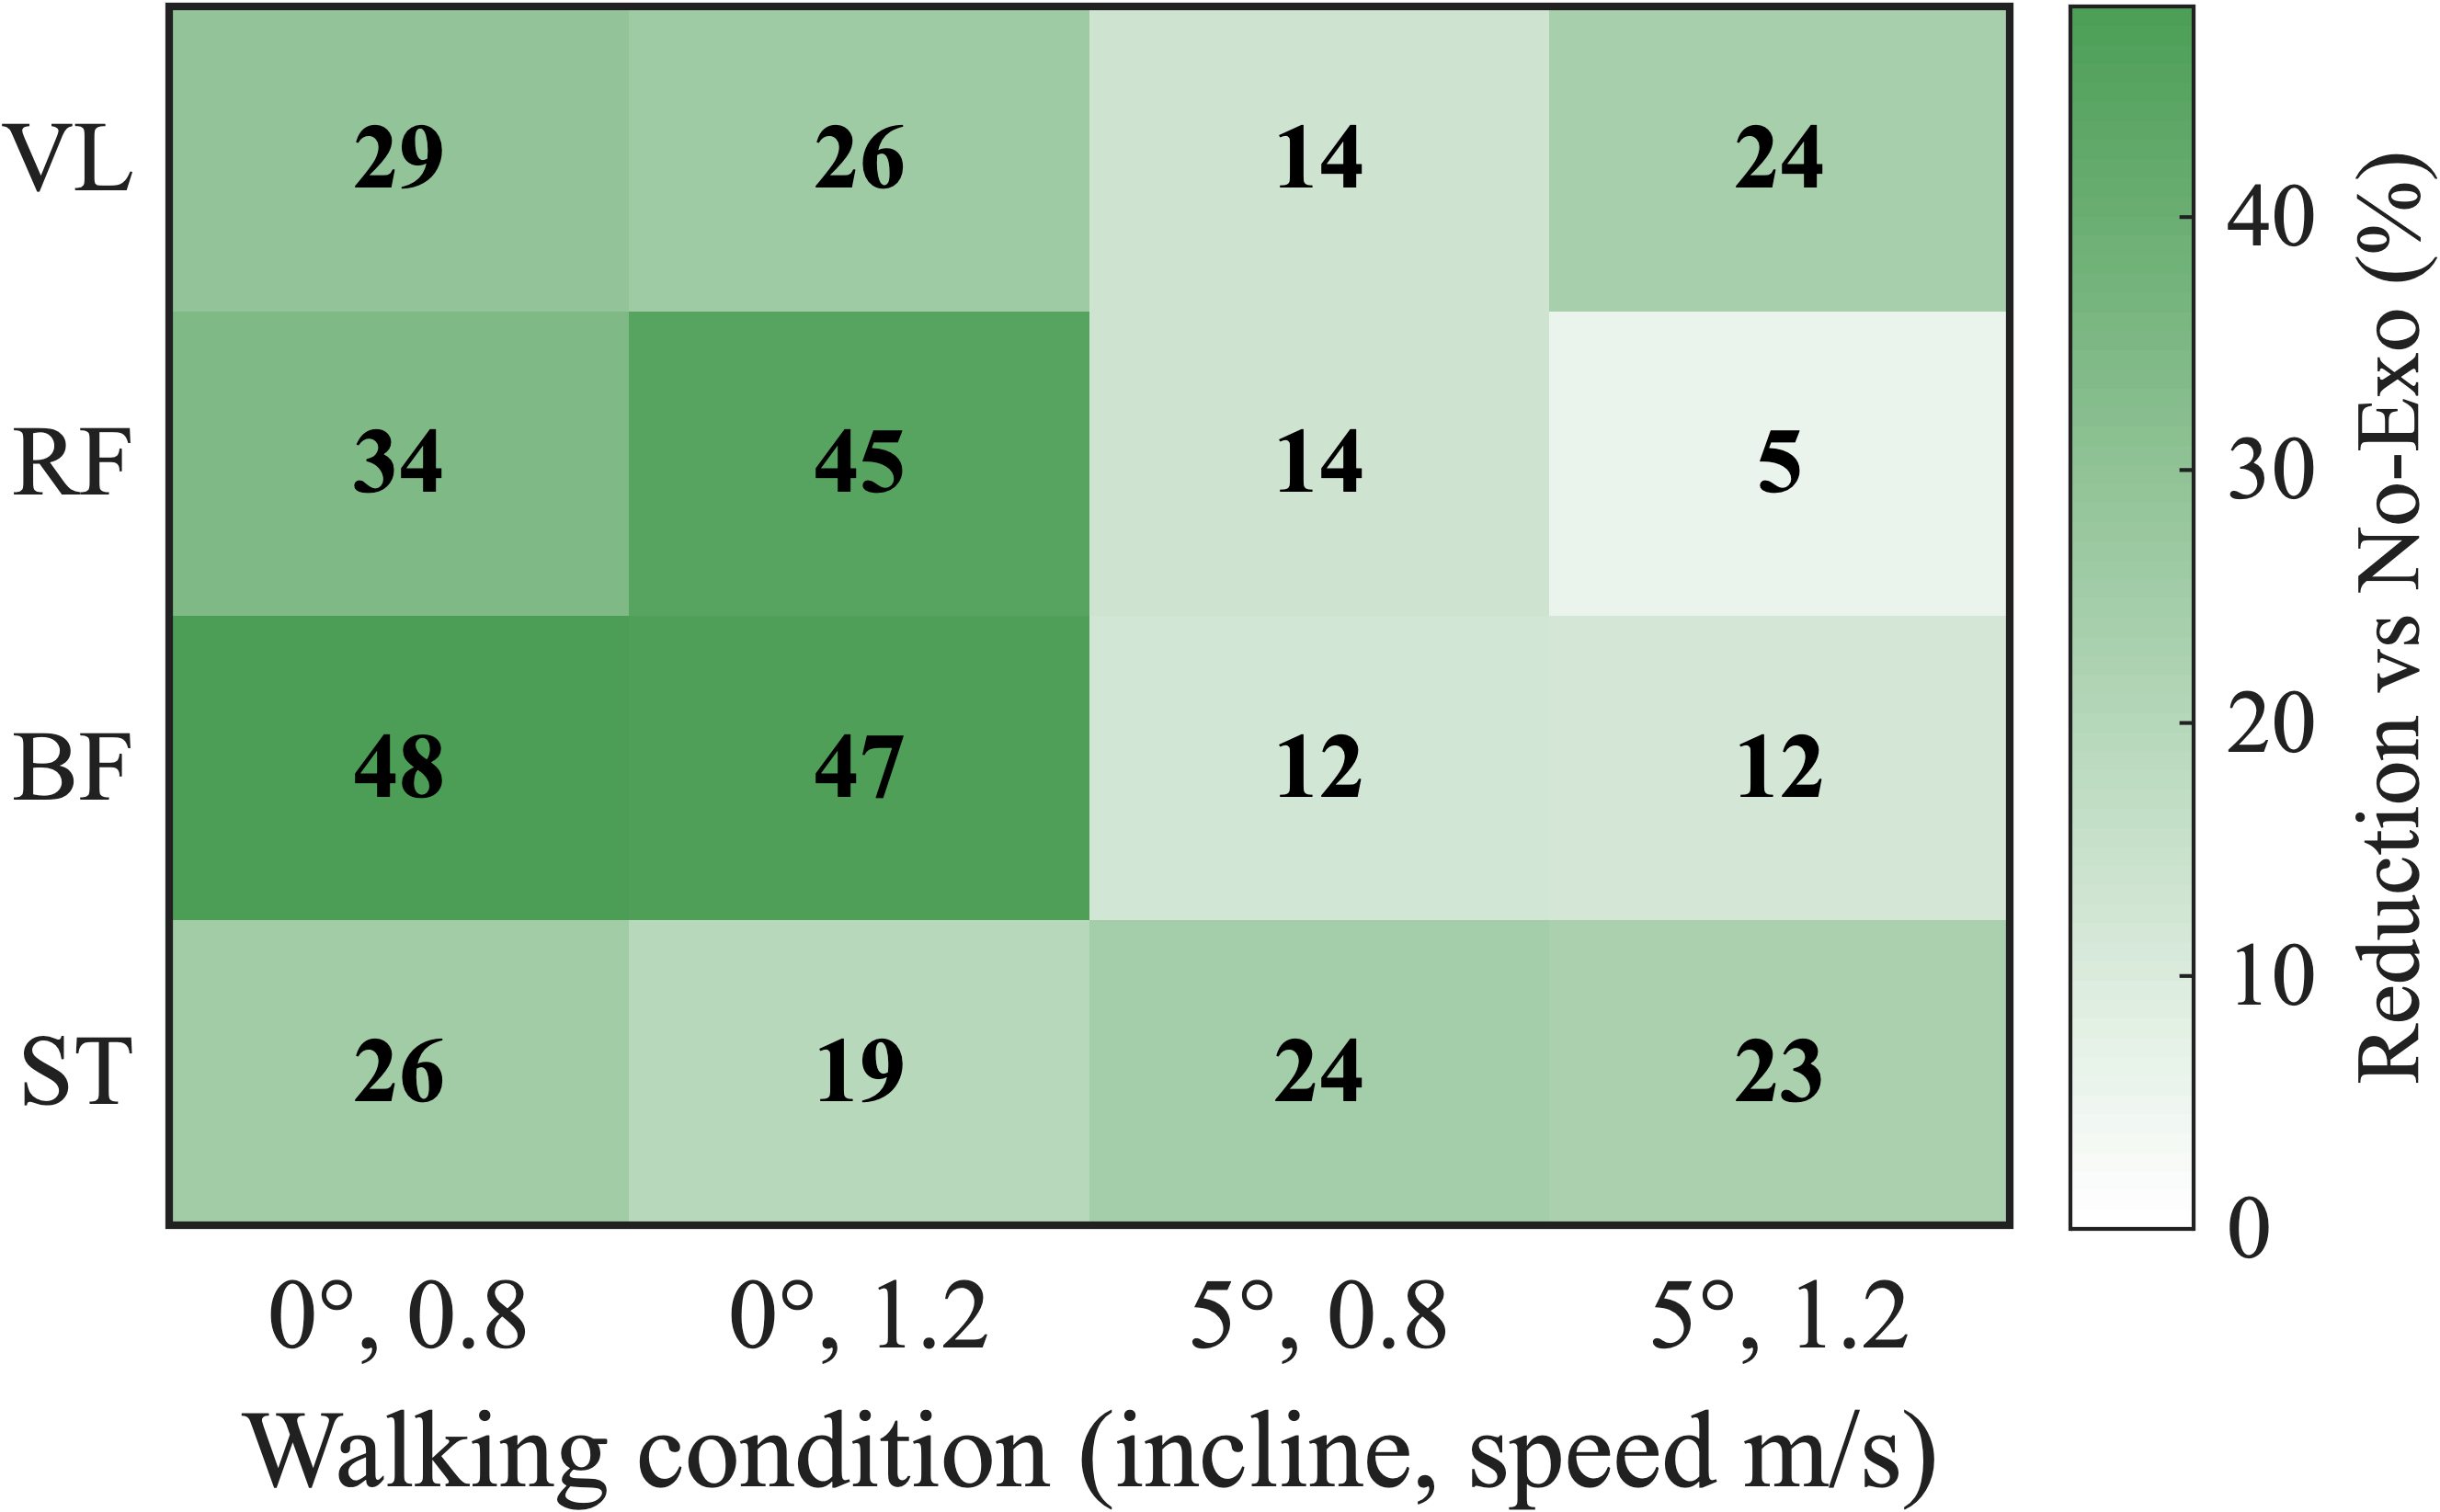 VL 29 26 14 24
RF 34 45 14 5
BF 48 47 12 12
ST 26 19 24 23
0°, 0.8 0°, 1.2 5°, 0.8 5°, 1.2
Walking condition (incline, speed m/s)
40
30
20
10
0
Reduction vs No-Exo (%)